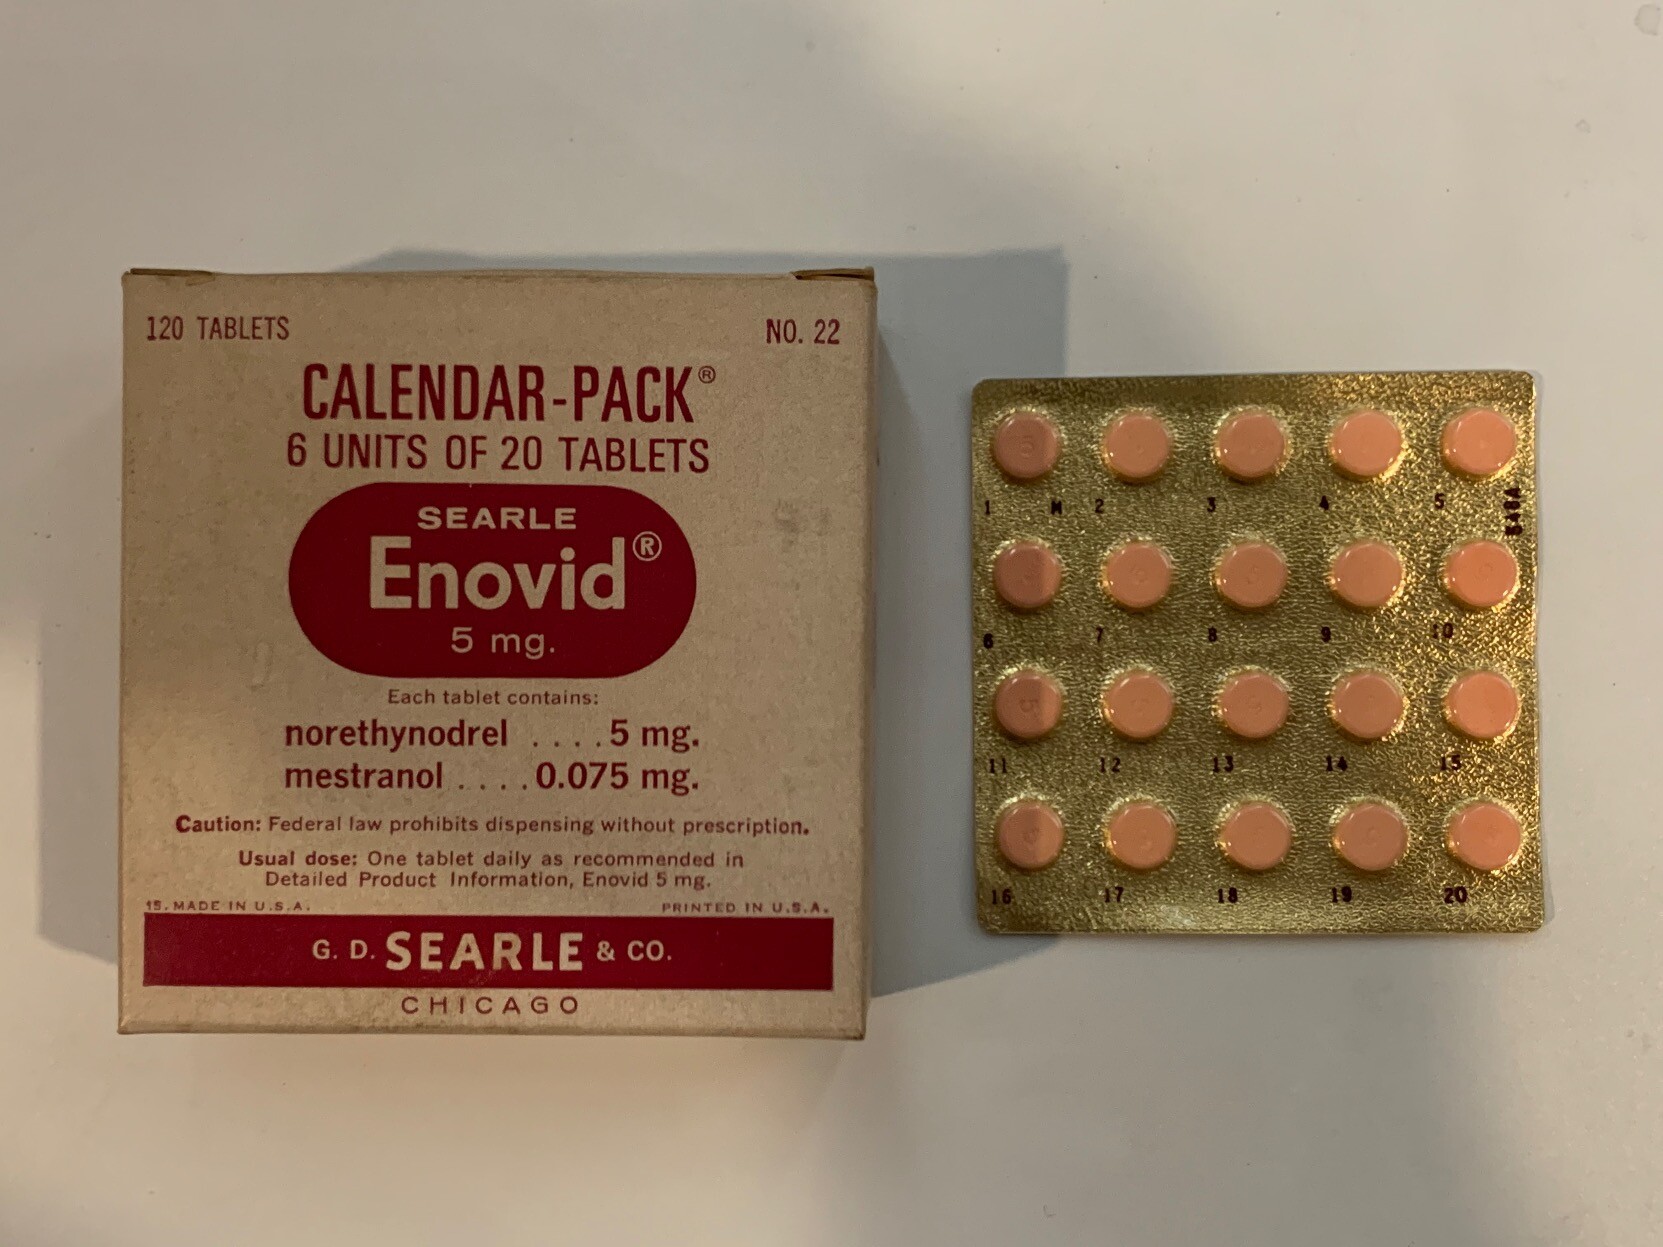 120 TABLETS NO. 22
CALENDAR-PACK®
6 UNITS OF 20 TABLETS
SEARLE
Enovid®
5 mg.
Each tablet contains:
norethynodrel . . . . 5 mg.
mestranol . . . . 0.075 mg.
Caution: Federal law prohibits dispensing without prescription.
Usual dose: One tablet daily as recommended in
Detailed Product Information, Enovid 5 mg.
15. MADE IN U.S.A. PRINTED IN U.S.A.
G. D. SEARLE & CO.
CHICAGO
5
1 M 2 3 4 5
6 7 8 9 10
5
11 12 13 14 15
16 17 18 19 20